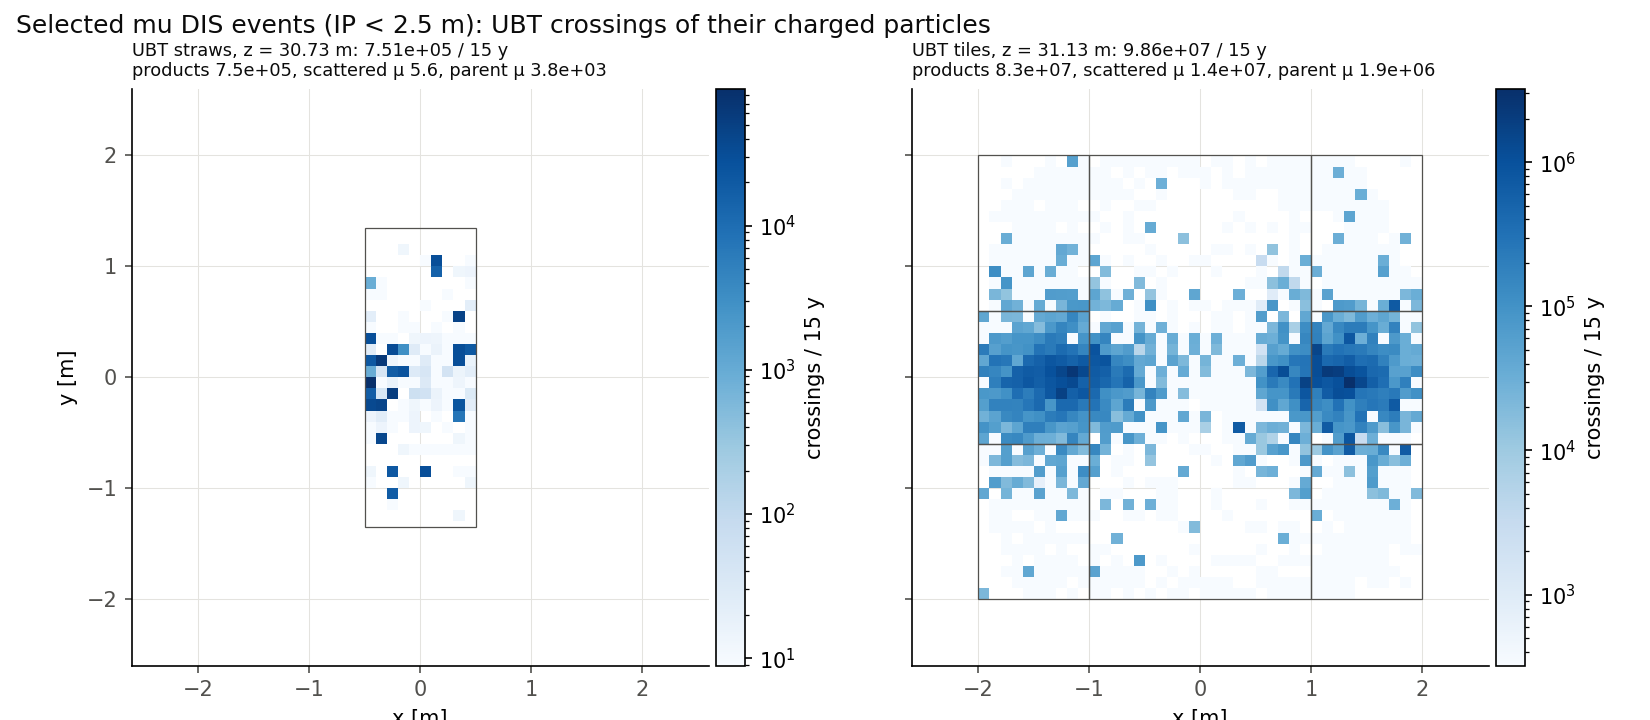 Selected mu DIS events (IP < 2.5 m): UBT crossings of their charged particles
UBT straws, z = 30.73 m: 7.51e+05 / 15 y
products 7.5e+05, scattered μ 5.6, parent μ 3.8e+03
2
1
0
−1
−2
y [m]
−2
−1
0
1
2
x [m]
10⁴
10³
10²
10¹
crossings / 15 y
UBT tiles, z = 31.13 m: 9.86e+07 / 15 y
products 8.3e+07, scattered μ 1.4e+07, parent μ 1.9e+06
−2
−1
0
1
2
x [m]
10⁶
10⁵
10⁴
10³
crossings / 15 y